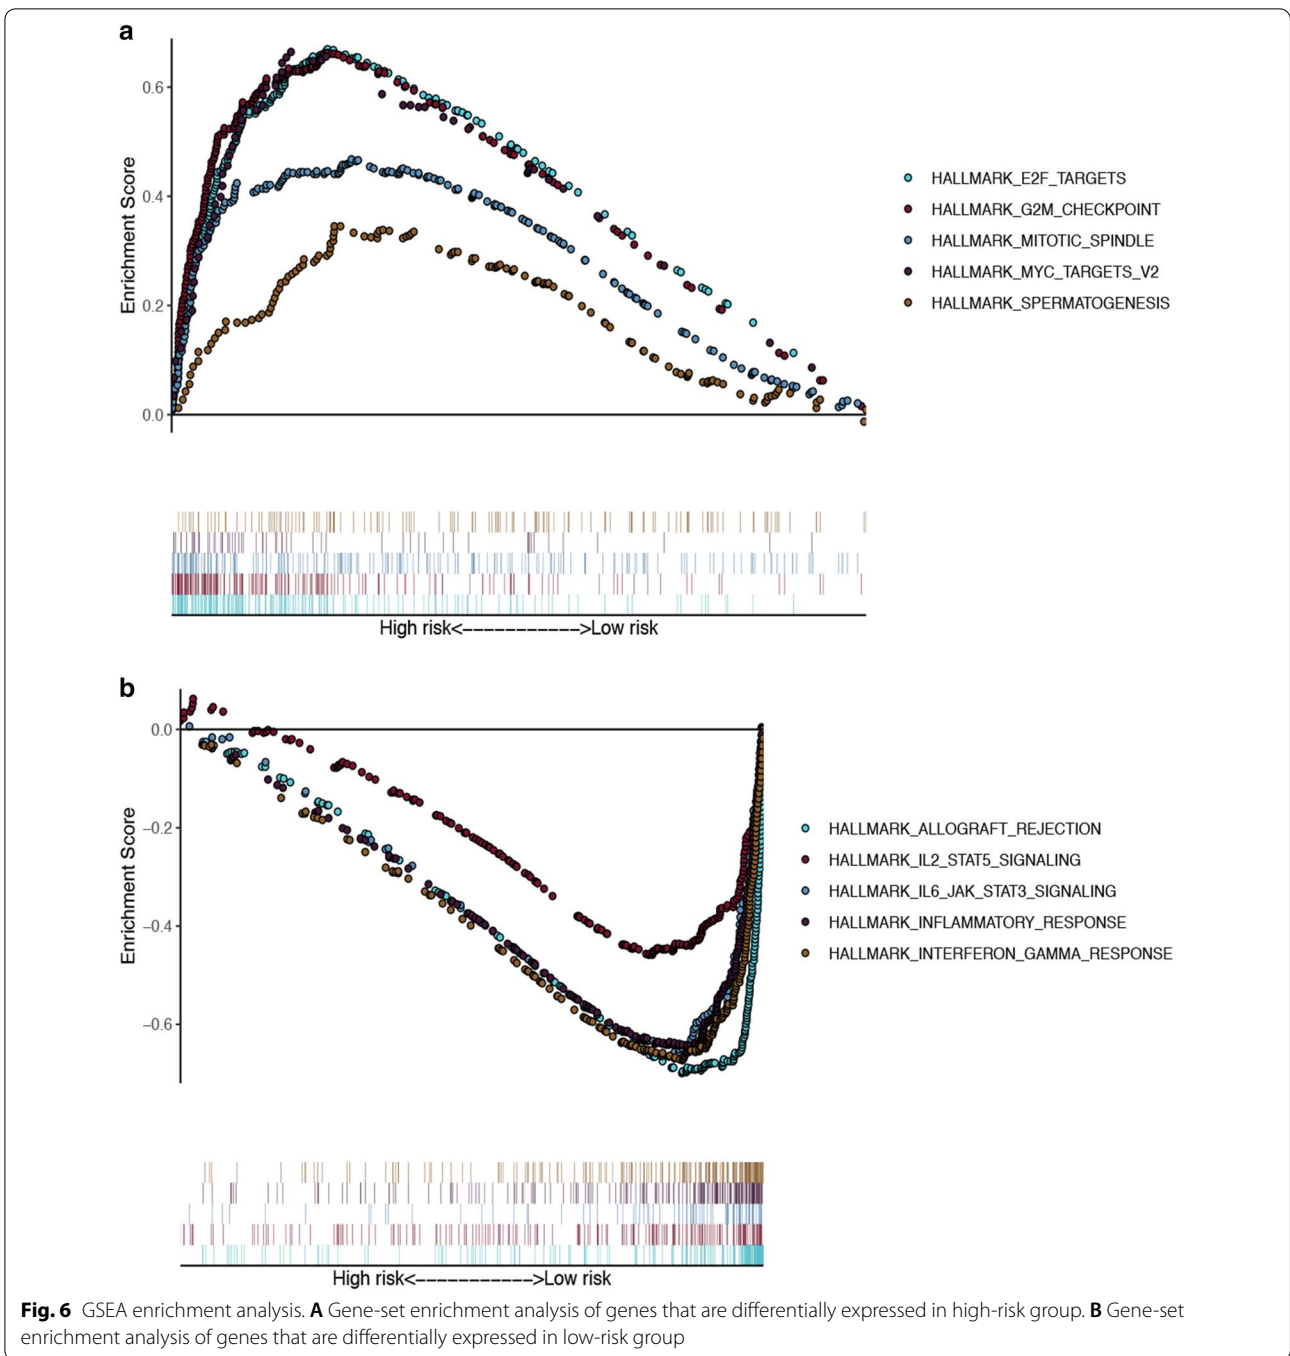 a
0.6
0.4
0.2
0.0
Enrichment Score
HALLMARK_E2F_TARGETS
HALLMARK_G2M_CHECKPOINT
HALLMARK_MITOTIC_SPINDLE
HALLMARK_MYC_TARGETS_V2
HALLMARK_SPERMATOGENESIS
High risk<----------->Low risk
b
0.0
−0.2
−0.4
−0.6
Enrichment Score
HALLMARK_ALLOGRAFT_REJECTION
HALLMARK_IL2_STAT5_SIGNALING
HALLMARK_IL6_JAK_STAT3_SIGNALING
HALLMARK_INFLAMMATORY_RESPONSE
HALLMARK_INTERFERON_GAMMA_RESPONSE
High risk<----------->Low risk
Fig. 6 GSEA enrichment analysis. A Gene-set enrichment analysis of genes that are differentially expressed in high-risk group. B Gene-set
enrichment analysis of genes that are differentially expressed in low-risk group